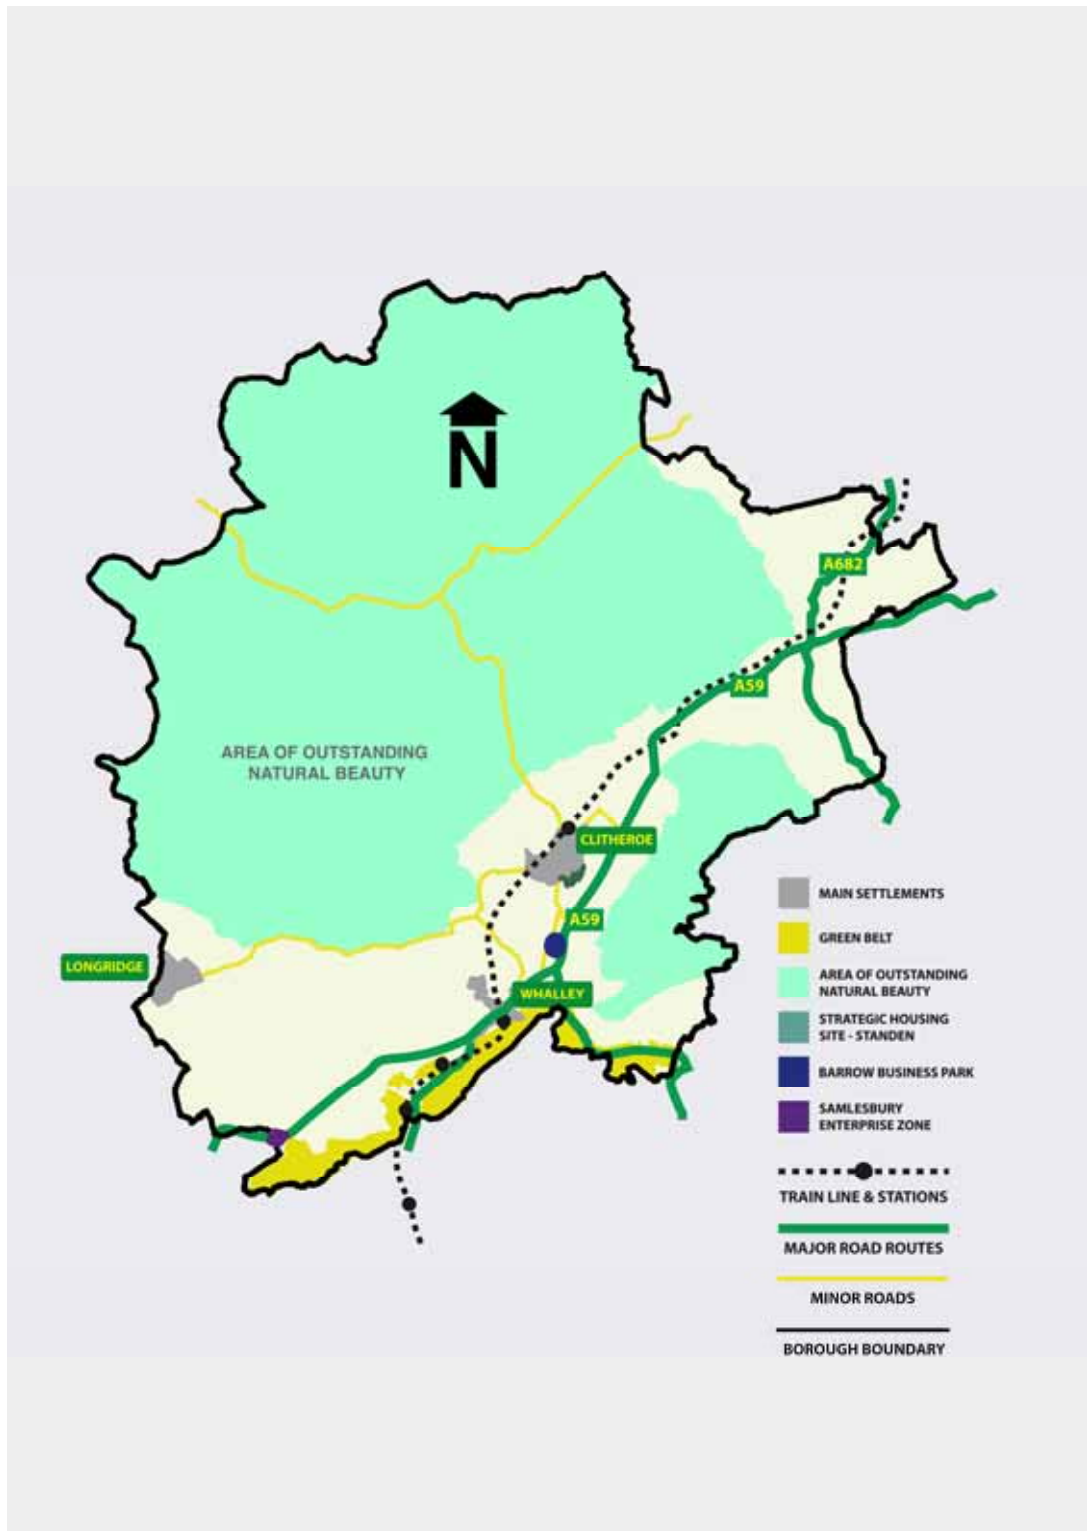 N
A682
A59
AREA OF OUTSTANDING
NATURAL BEAUTY
CLITHEROE
A59
LONGRIDGE
WHALLEY
MAIN SETTLEMENTS
GREEN BELT
AREA OF OUTSTANDING
NATURAL BEAUTY
STRATEGIC HOUSING
SITE - STANDEN
BARROW BUSINESS PARK
SAMLESBURY
ENTERPRISE ZONE
TRAIN LINE & STATIONS
MAJOR ROAD ROUTES
MINOR ROADS
BOROUGH BOUNDARY